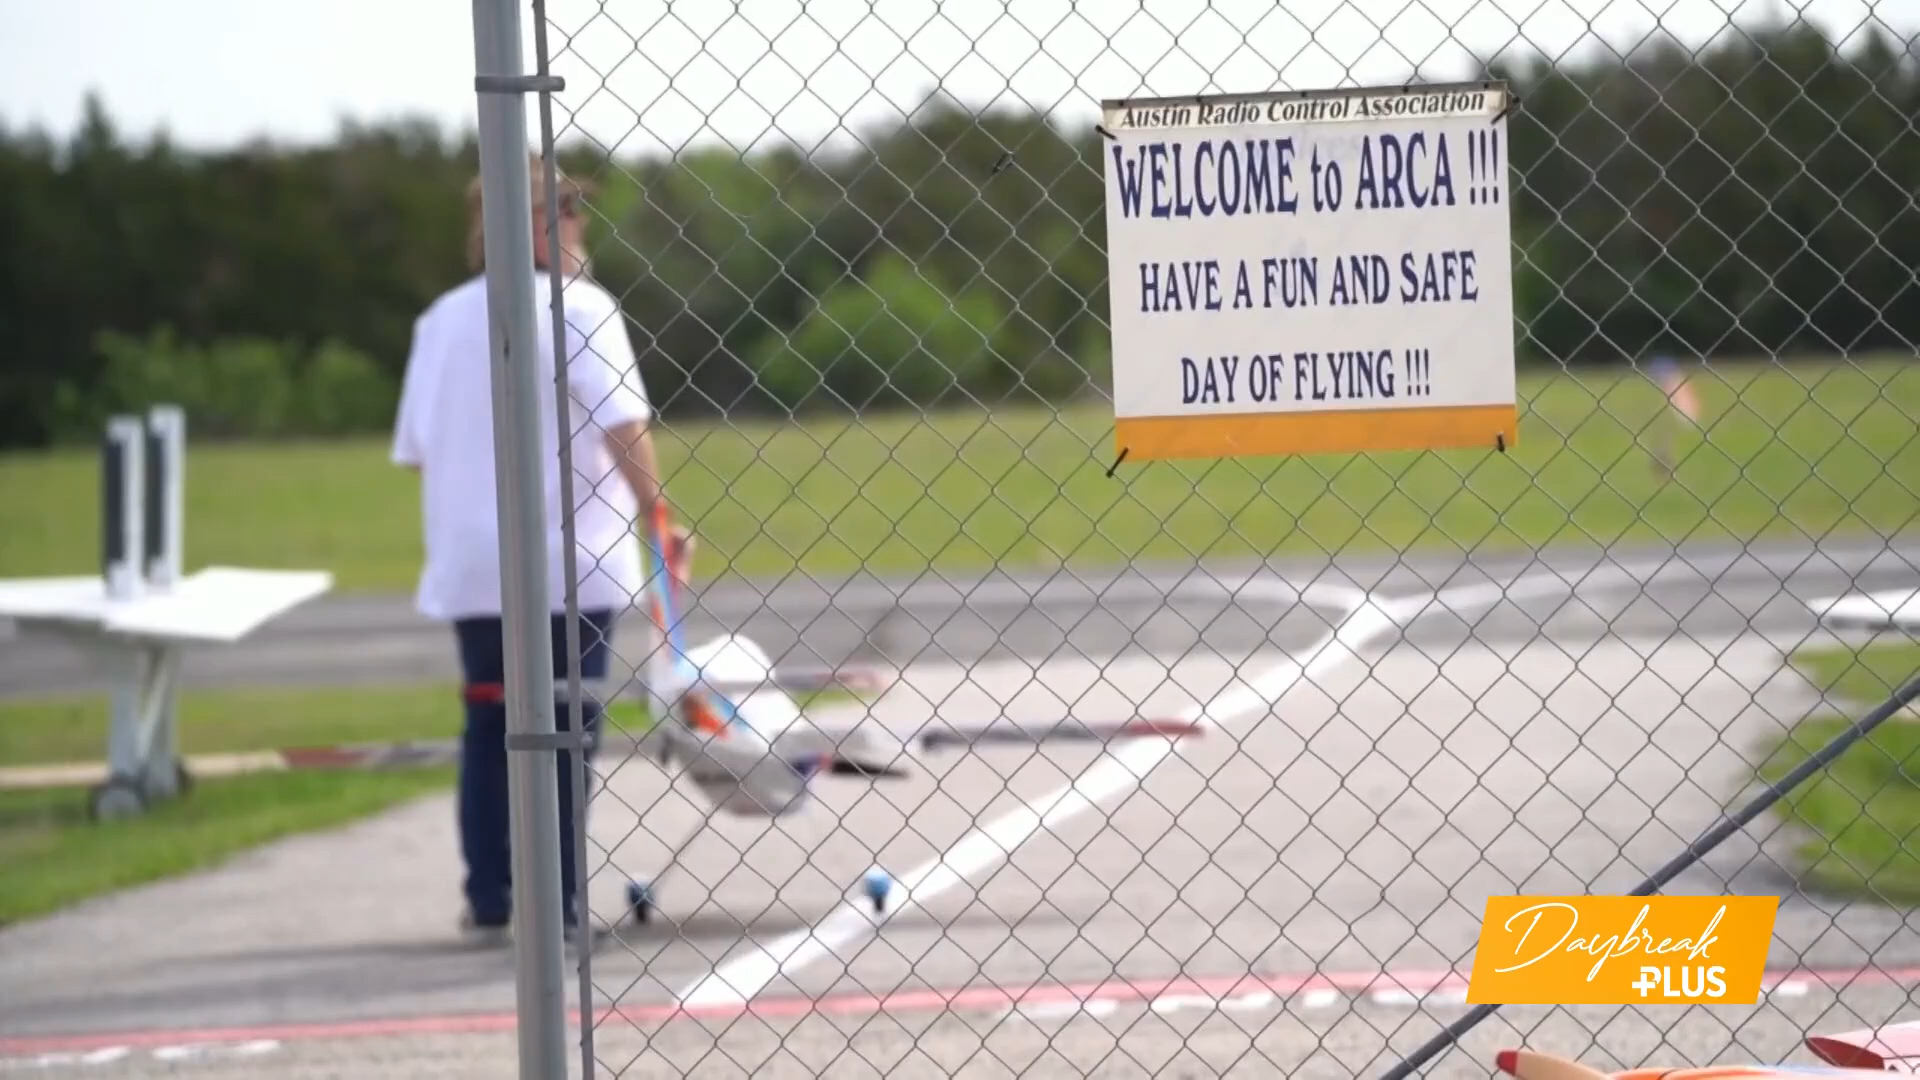 Austin Radio Control Association
WELCOME to ARCA !!!
HAVE A FUN AND SAFE
DAY OF FLYING !!!
Daybreak
+PLUS